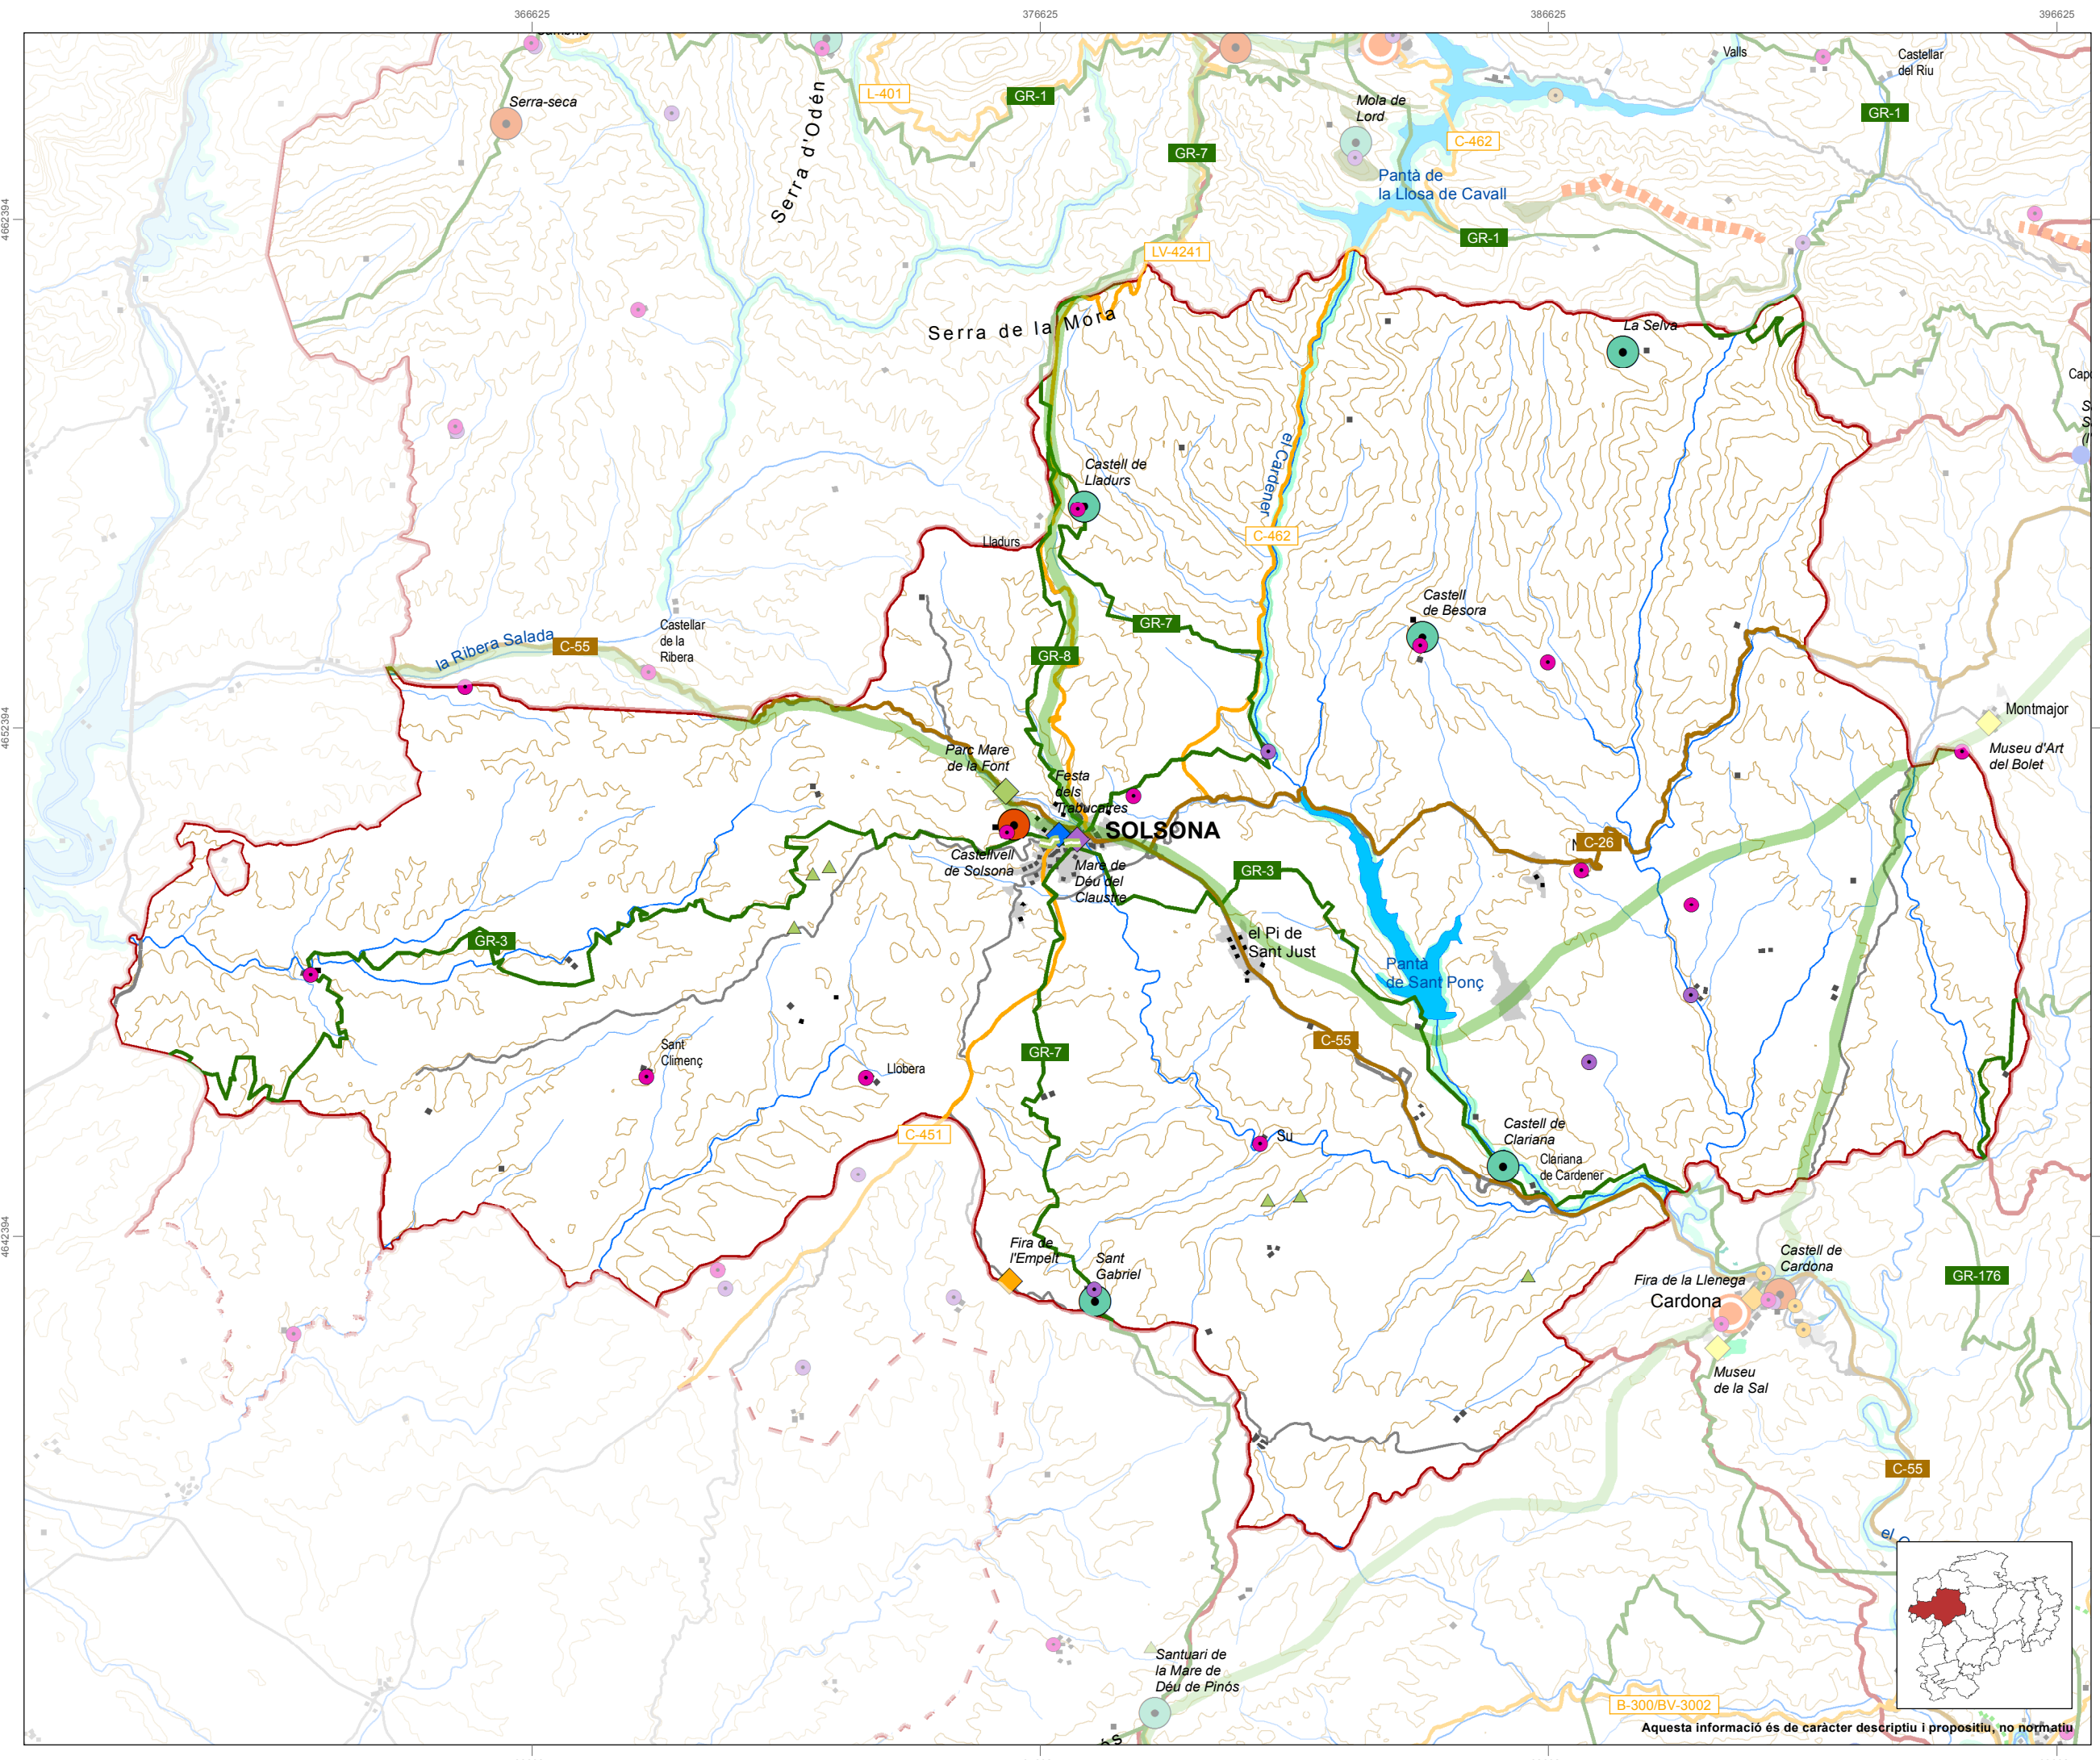 366625
376625
386625
396625
4662394
4652394
4642394
Serra-seca
Serra d'Odén
L-401
GR-1
GR-7
Mola de
Lord
C-462
Valls
Castellar
del Riu
GR-1
Pantà de
la Llosa de Cavall
GR-1
LV-4241
Serra de la Mora
La Selva
el Cardener
Castell de
Lladurs
Lladurs
C-462
Castell
de Besora
GR-7
GR-8
la Ribera Salada
C-55
Castellar
de la
Ribera
Montmajor
Museu d'Art
del Bolet
Parc Mare
de la Font
Festa
dels
Trabucaires
SOLSONA
C-26
Castellvell
de Solsona
Mare de
Déu del
Claustre
GR-3
GR-3
el Pi de
Sant Just
Pantà
de Sant Ponç
C-55
GR-7
Sant
Climenç
Llobera
C-451
Su
Castell de
Clariana
Clariana
de Cardener
Fira de
l'Empelt
Sant
Gabriel
Castell de
Cardona
Fira de la Llenega
Cardona
GR-176
Museu
de la Sal
C-55
Santuari de
la Mare de
Déu de Pinós
B-300/BV-3002
Aquesta informació és de caràcter descriptiu i propositiu, no normatiu